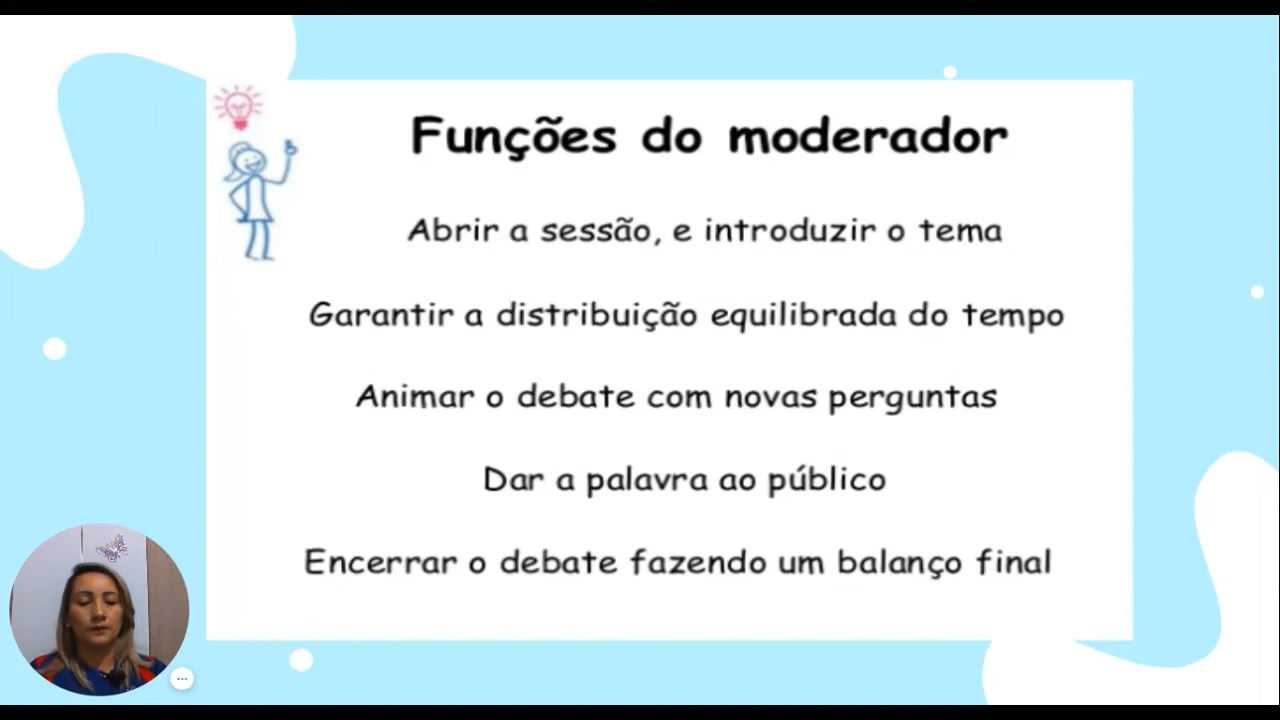 Funções do moderador
Abrir a sessão, e introduzir o tema
Garantir a distribuição equilibrada do tempo
Animar o debate com novas perguntas
Dar a palavra ao público
Encerrar o debate fazendo um balanço final